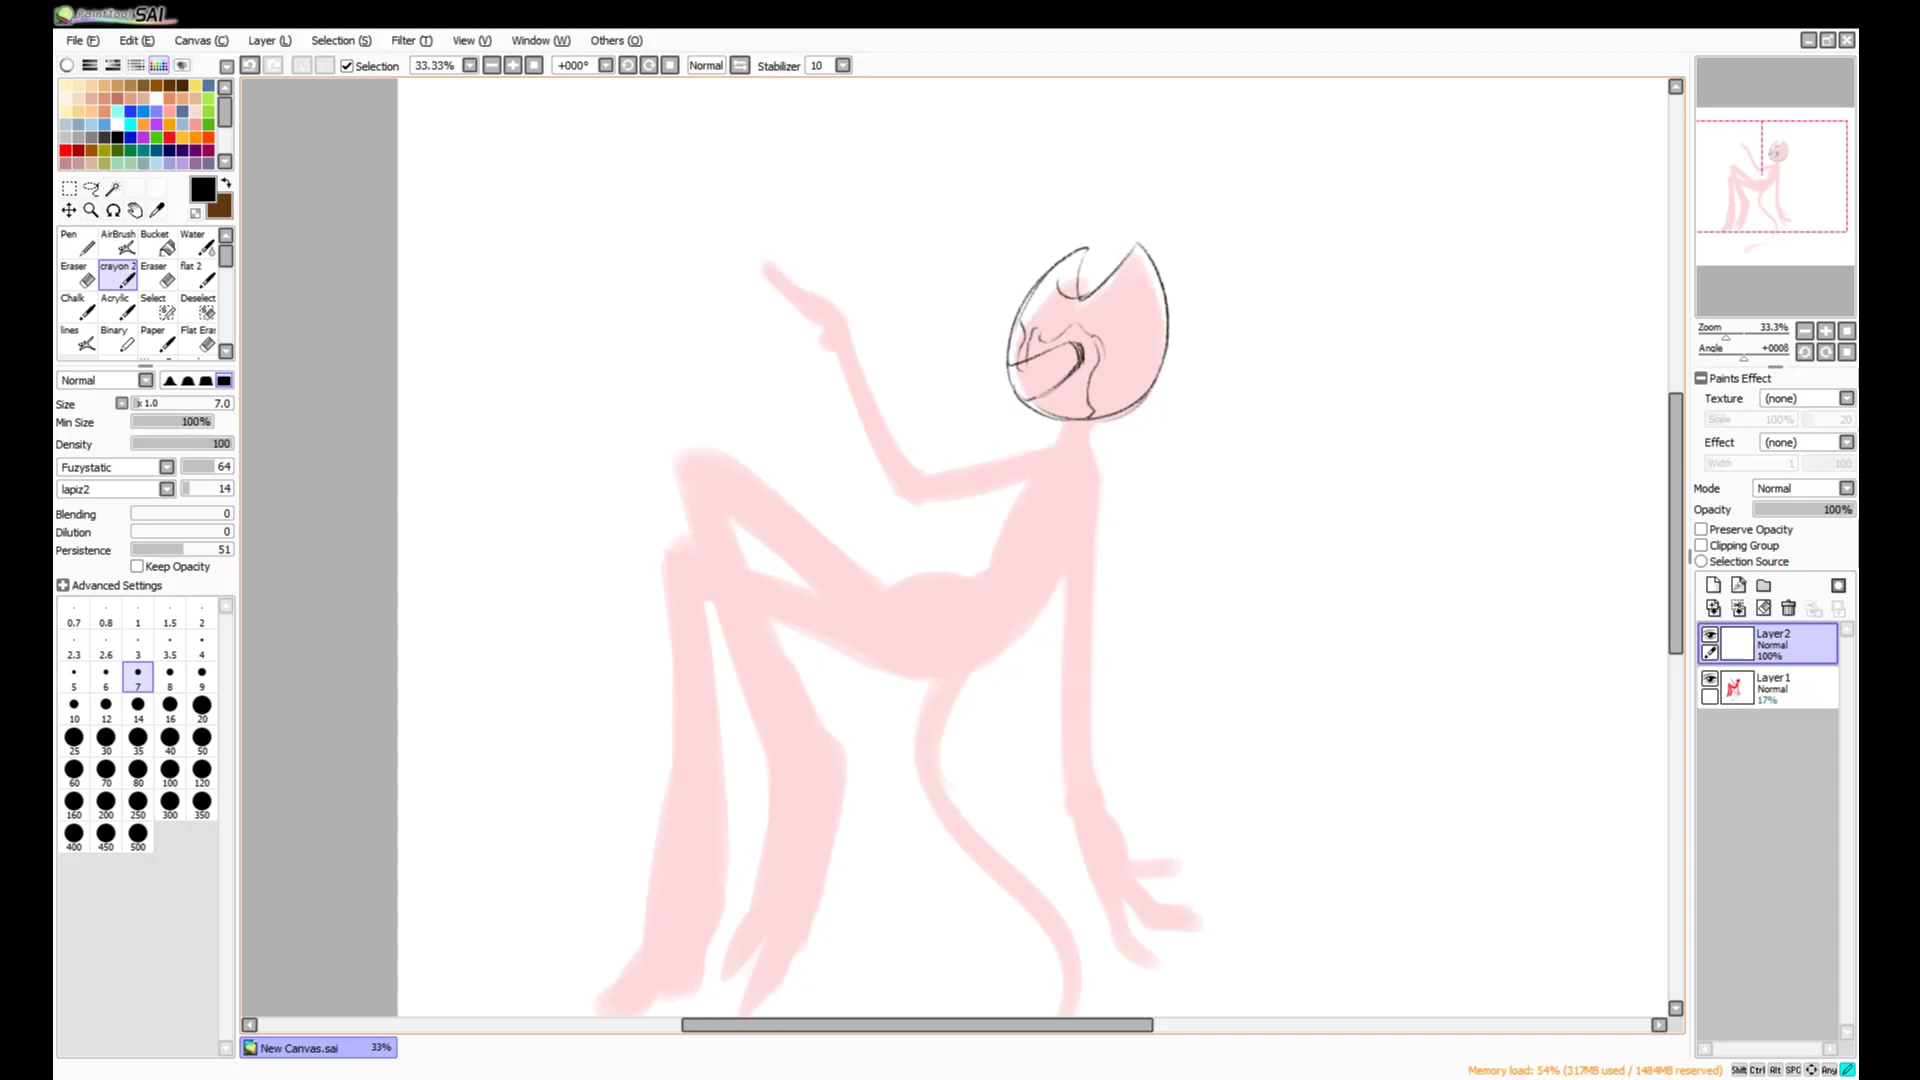 PaintTool SAI
File (F) Edit (E) Canvas (C) Layer (L) Selection (S) Filter (T) View (V) Window (W) Others (O)
Selection 33.33% +000° Normal Stabilizer 10
Pen AirBrush Bucket Water
Eraser crayon 2 Eraser flat 2
Chalk Acrylic Select Deselect
lines Binary Paper Flat Era
Normal
Size x 1.0 7.0
Min Size 100%
Density 100
Fuzystatic 64
lapiz2 14
Blending 0
Dilution 0
Persistence 51
Keep Opacity
Advanced Settings
0.7 0.8 1 1.5 2
2.3 2.6 3 3.5 4
5 6 7 8 9
10 12 14 16 20
25 30 35 40 50
60 70 80 100 120
160 200 250 300 350
400 450 500
New Canvas.sai 33%
Zoom 33.3%
Angle +000ß
Paints Effect
Texture (none)
Scale 100% 20
Effect (none)
Width 1 100
Mode Normal
Opacity 100%
Preserve Opacity
Clipping Group
Selection Source
Layer2
Normal
100%
Layer1
Normal
17%
Memory load: 54% (317MB used / 1484MB reserved) Shift Ctrl Alt SPC Any